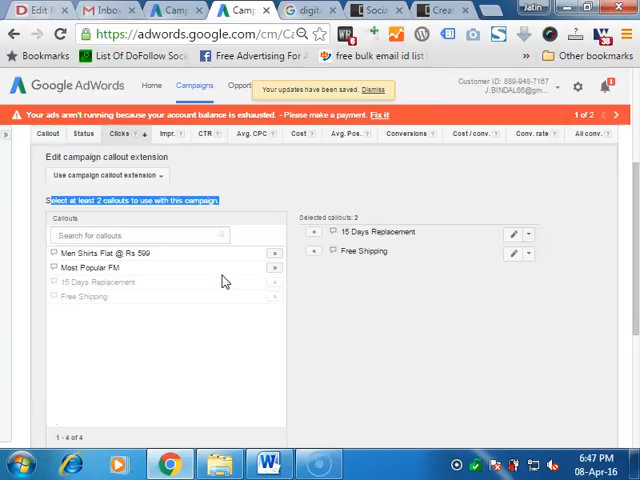 Edit P
Inbo
Camp
Camp
digit
Socia
Creat
Jatin
https://adwords.google.com/cm/Ca
Bookmarks
List Of DoFollow Soc
Free Advertising For
free bulk email id list
Other bookmarks
Google AdWords
Home
Campaigns
Opport
Your updates have been saved. Dismiss
Customer ID: 889-948-7167
J.BINDAL66@gm...
Your ads aren't running because your account balance is exhausted. - Please make a payment. Fix it
1 of 2
Callout
Status
Clicks ?
Impr. ?
CTR ?
Avg. CPC ?
Cost ?
Avg. Pos. ?
Conversions ?
Cost / conv. ?
Conv. rate ?
All conv.
Edit campaign callout extension
Use campaign callout extension
Select at least 2 callouts to use with this campaign.
Callouts
Selected callouts: 2
Search for callouts
Men Shirts Flat @ Rs 599 »
Most Popular FM »
15 Days Replacement »
Free Shipping »
« 15 Days Replacement
« Free Shipping
1 - 4 of 4
6:47 PM
08-Apr-16